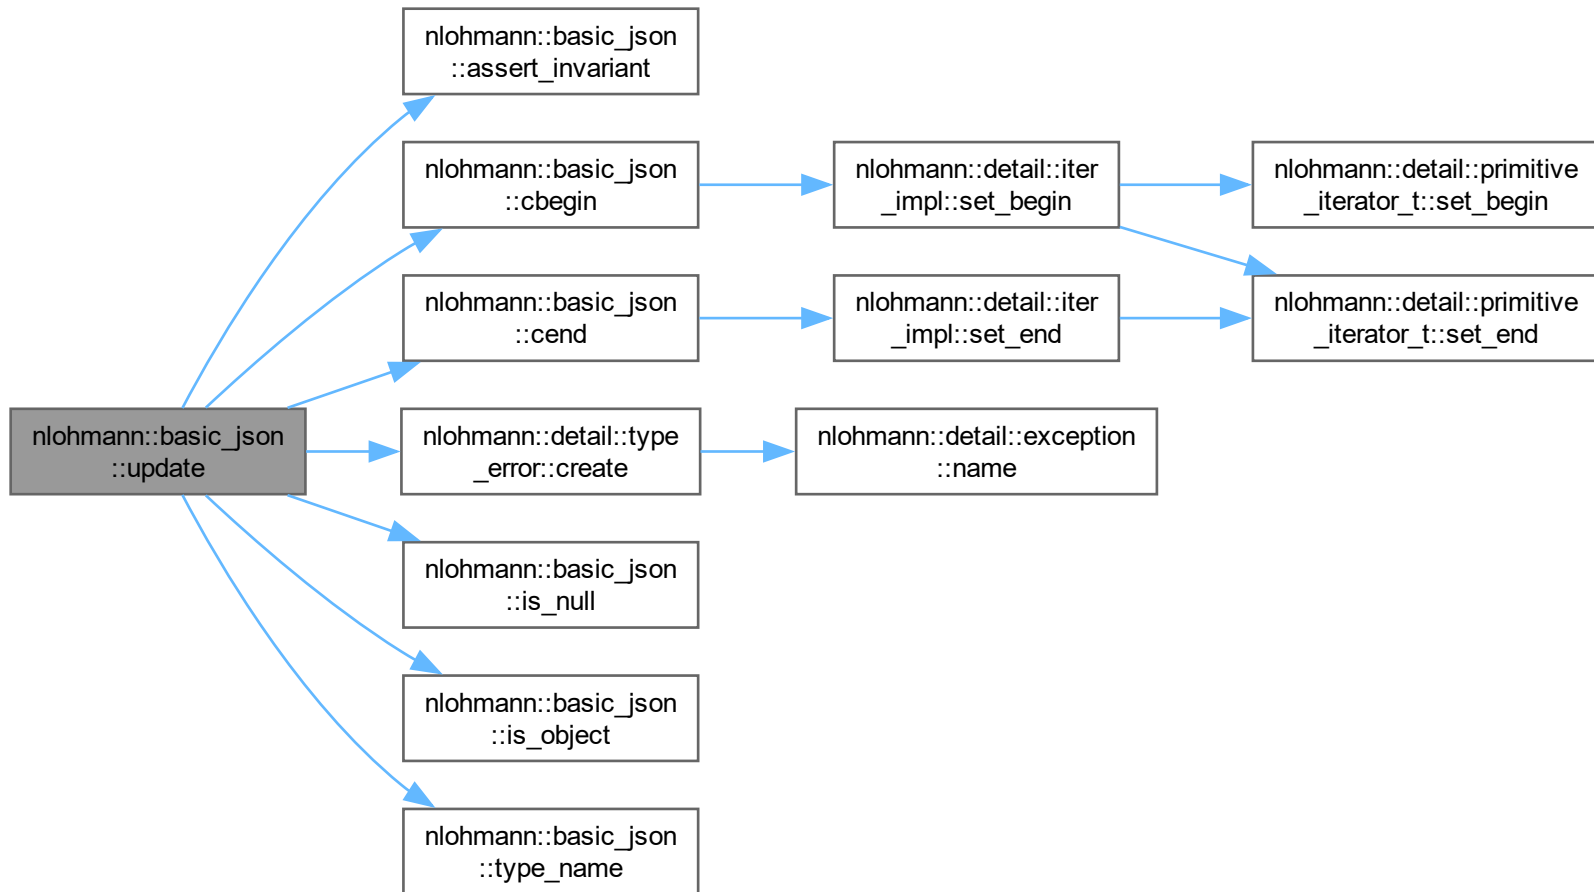 nlohmann::basic_json
::assert_invariant
nlohmann::basic_json
::cbegin
nlohmann::detail::iter
_impl::set_begin
nlohmann::detail::primitive
_iterator_t::set_begin
nlohmann::basic_json
::cend
nlohmann::detail::iter
_impl::set_end
nlohmann::detail::primitive
_iterator_t::set_end
nlohmann::basic_json
::update
nlohmann::detail::type
_error::create
nlohmann::detail::exception
::name
nlohmann::basic_json
::is_null
nlohmann::basic_json
::is_object
nlohmann::basic_json
::type_name